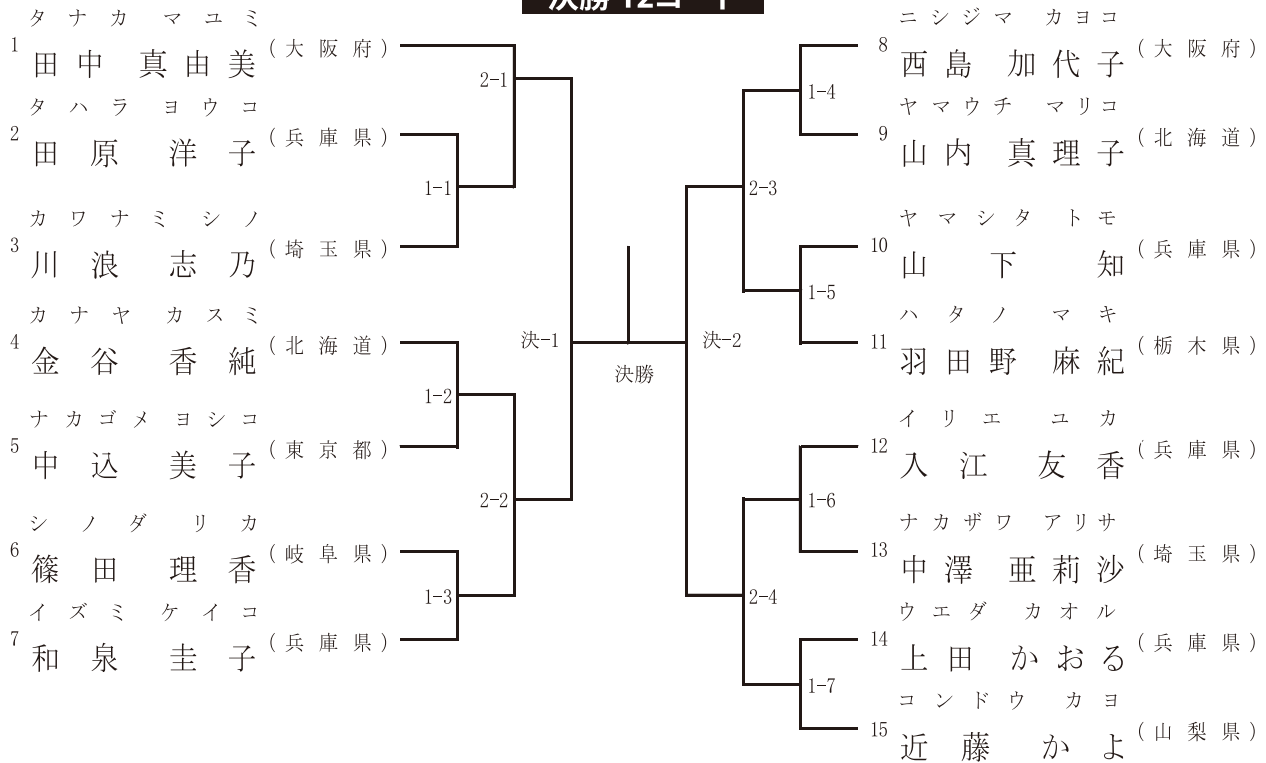 決勝 12コート
タナカ マユミ
1 田中 真由美 (大阪府)
タハラ ヨウコ
2 田原 洋子 (兵庫県)
カワナミ シノ
3 川浪 志乃 (埼玉県)
カナヤ カスミ
4 金谷 香純 (北海道)
ナカゴメ ヨシコ
5 中込 美子 (東京都)
シノダ リカ
6 篠田 理香 (岐阜県)
イズミ ケイコ
7 和泉 圭子 (兵庫県)
2-1
1-1
1-2
2-2
1-3
決-1
決勝
決-2
1-4
2-3
1-5
1-6
2-4
1-7
ニシジマ カヨコ
8 西島 加代子 (大阪府)
ヤマウチ マリコ
9 山内 真理子 (北海道)
ヤマシタ トモ
10 山下 知 (兵庫県)
ハタノ マキ
11 羽田野 麻紀 (栃木県)
イリエ ユカ
12 入江 友香 (兵庫県)
ナカザワ アリサ
13 中澤 亜莉沙 (埼玉県)
ウエダ カオル
14 上田 かおる (兵庫県)
コンドウ カヨ
15 近藤 かよ (山梨県)